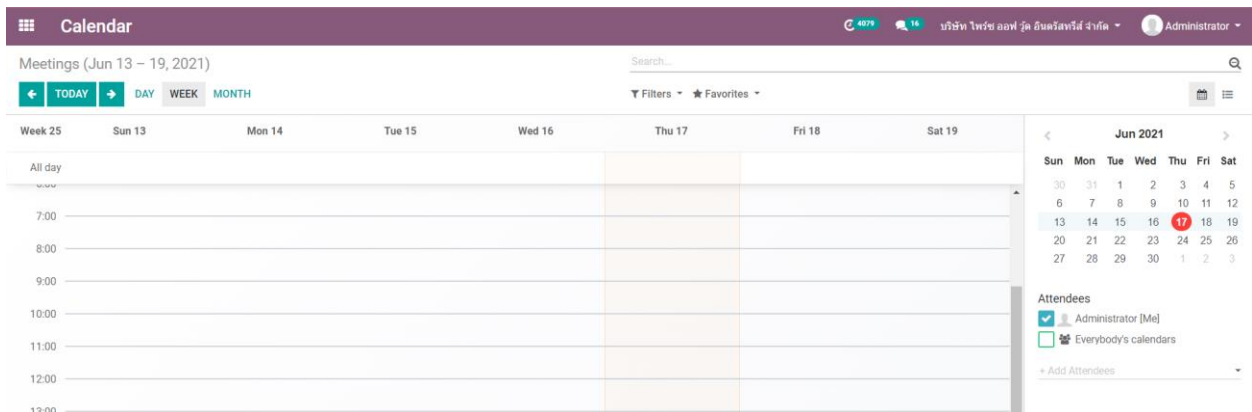 Calendar 4079 16 บริษัท ไพร์ซ ออฟ วู้ด อินดรัสทรีส์ จำกัด Administrator
Meetings (Jun 13 – 19, 2021) Search...
TODAY DAY WEEK MONTH Filters Favorites
Week 25 Sun 13 Mon 14 Tue 15 Wed 16 Thu 17 Fri 18 Sat 19
All day
7:00
8:00
9:00
10:00
11:00
12:00
13:00
Jun 2021
Sun Mon Tue Wed Thu Fri Sat
30 31 1 2 3 4 5
6 7 8 9 10 11 12
13 14 15 16 17 18 19
20 21 22 23 24 25 26
27 28 29 30 1 2 3
Attendees
Administrator [Me]
Everybody's calendars
+ Add Attendees